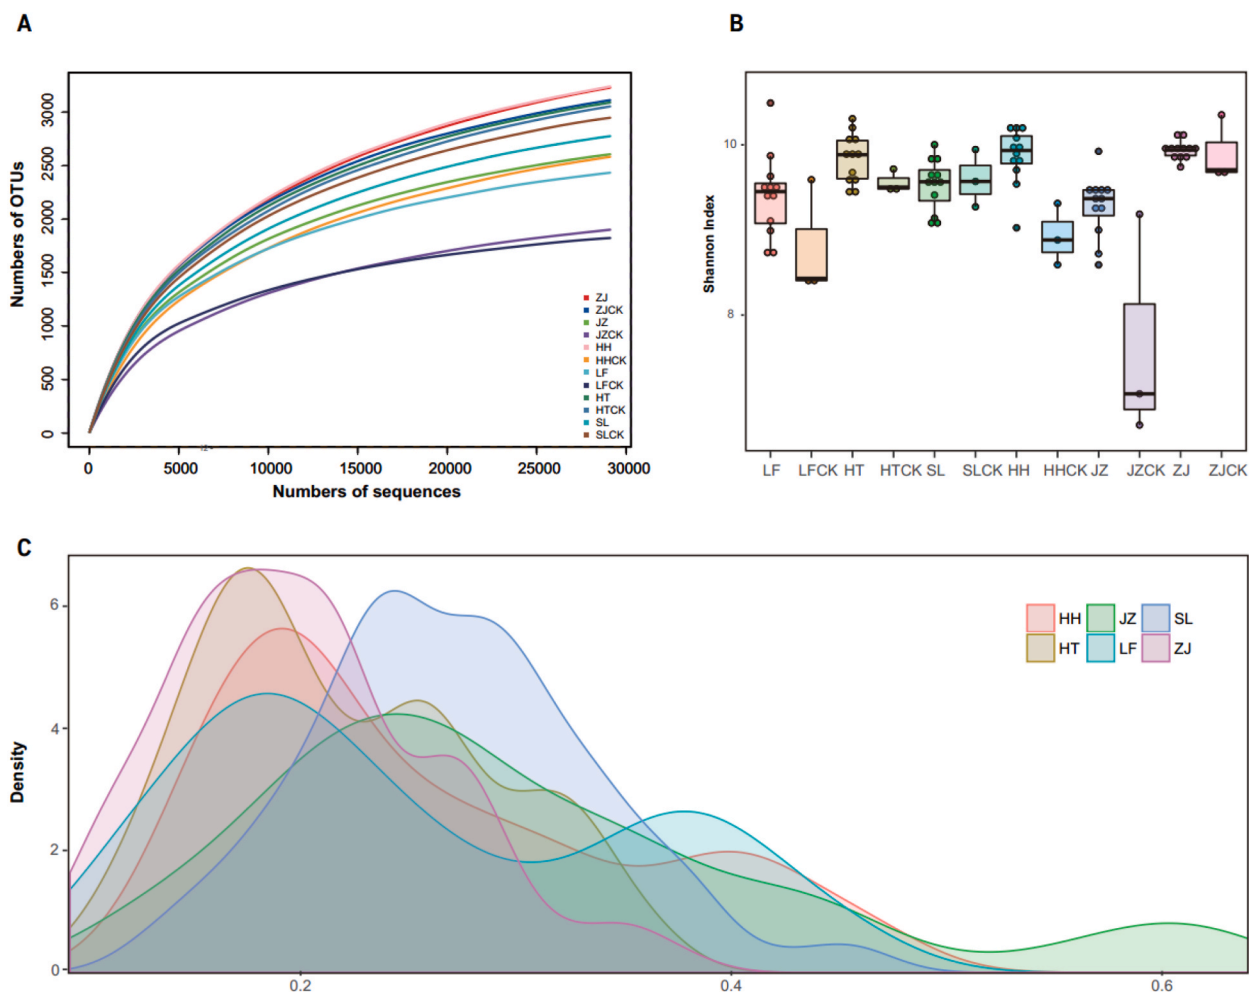 A
B
Numbers of OTUs
3000
2500
2000
1500
1000
500
0
ZJ
ZJCK
JZ
JZCK
HH
HHCK
LF
LFCK
HT
HTCK
SL
SLCK
0 5000 10000 15000 20000 25000 30000
Numbers of sequences
Shannon Index
10
8
LF LFCK HT HTCK SL SLCK HH HHCK JZ JZCK ZJ ZJCK
C
Density
6
4
2
0
HH JZ SL
HT LF ZJ
0.2 0.4 0.6